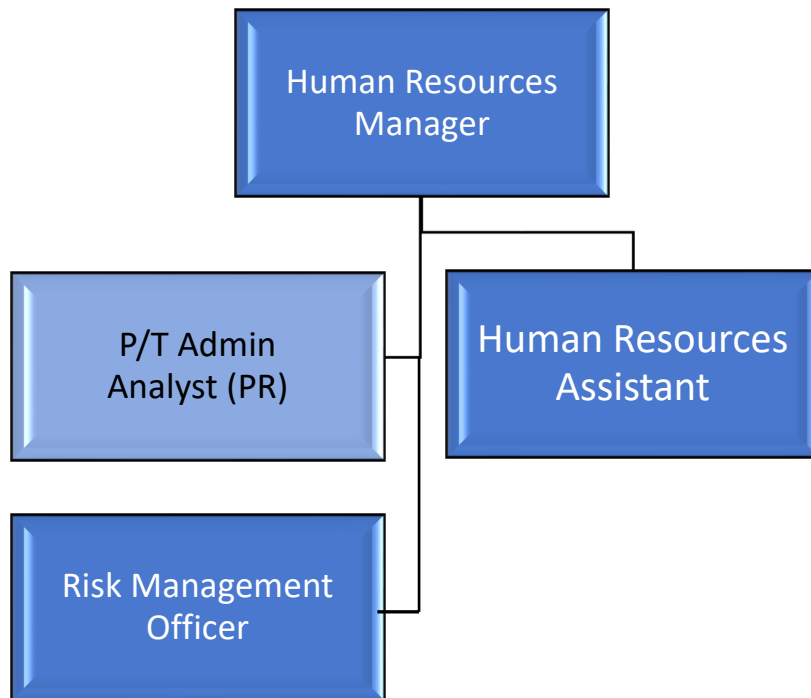 Human Resources
Manager
P/T Admin
Analyst (PR)
Human Resources
Assistant
Risk Management
Officer